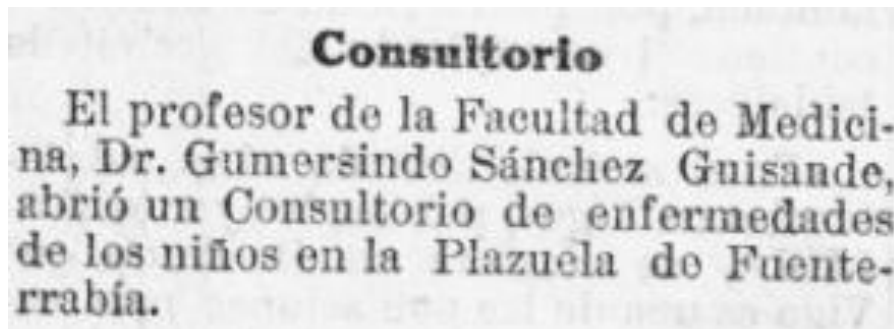 Consultorio
El profesor de la Facultad de Medici-
na, Dr. Gumersindo Sánchez Guisande,
abrió un Consultorio de enfermedades
de los niños en la Plazuela de Fuente-
rrabía.